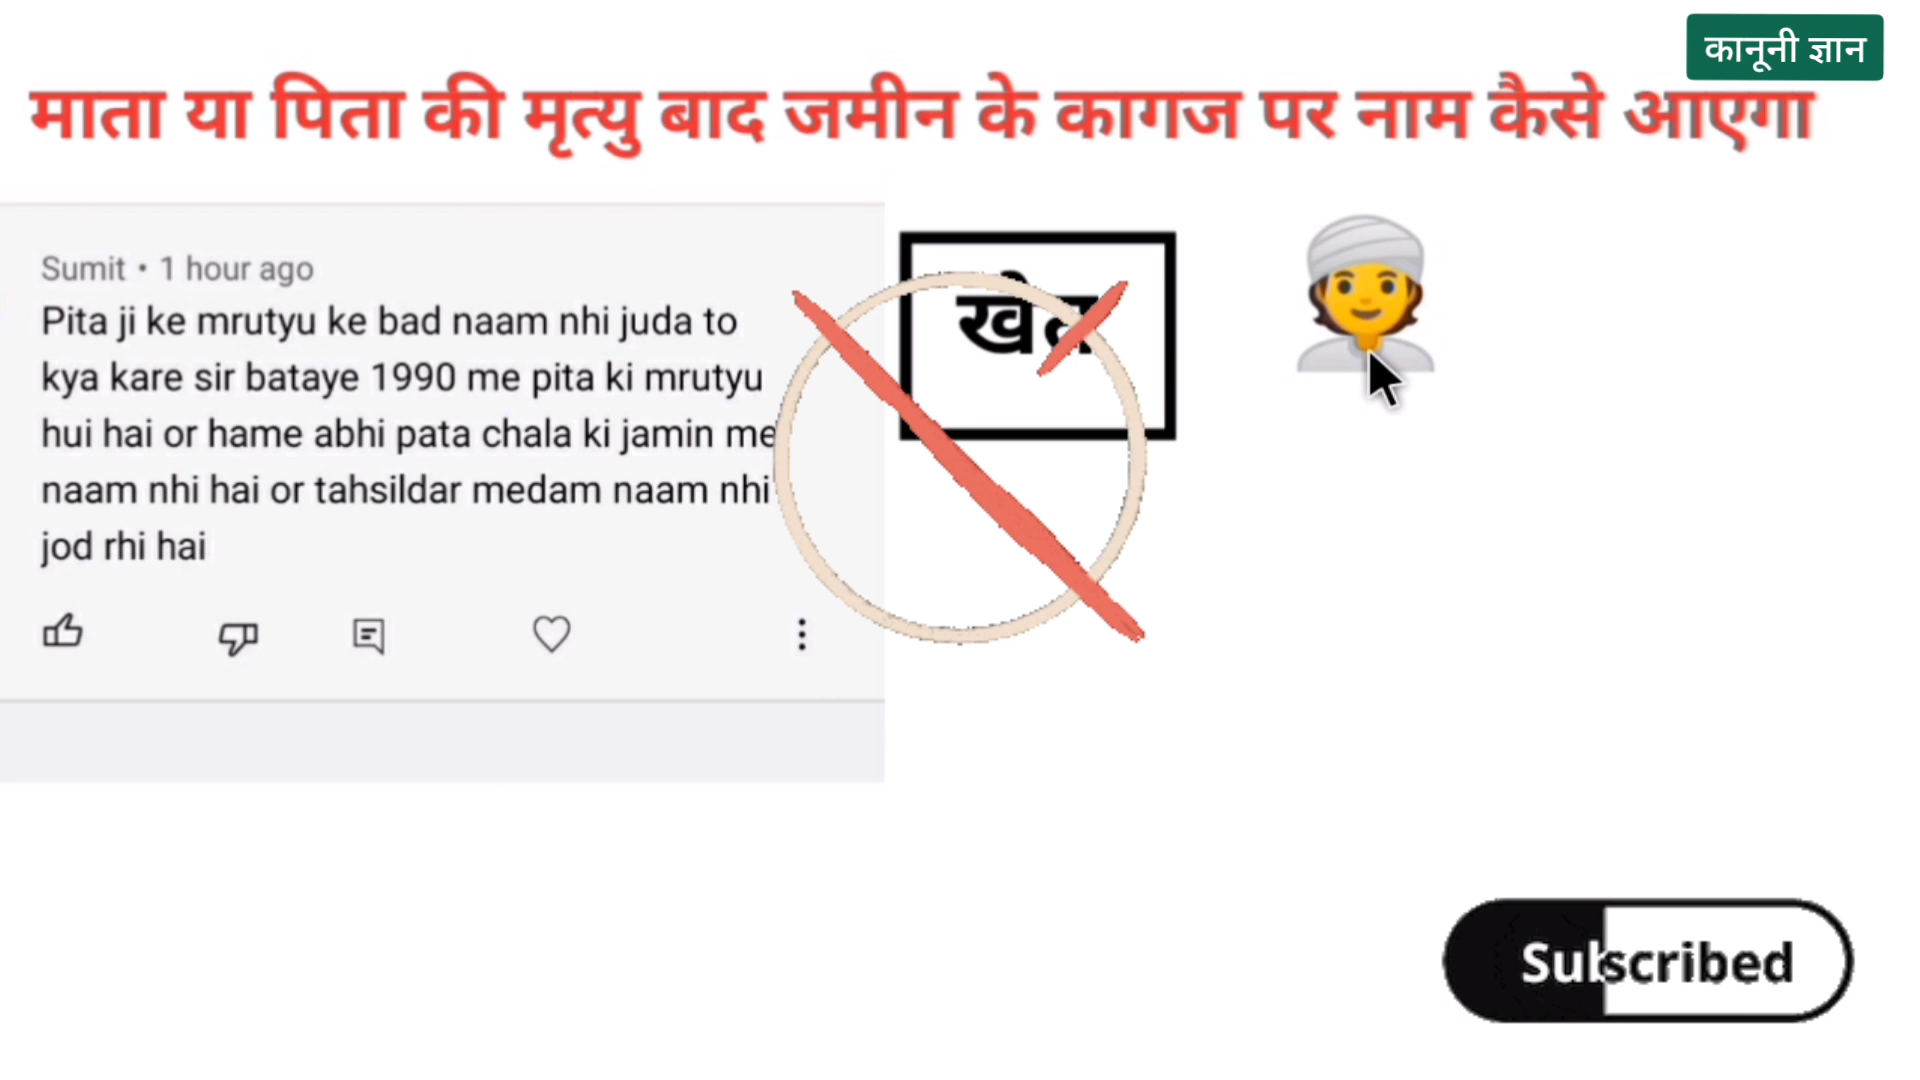 कानूनी ज्ञान
माता या पिता की मृत्यु बाद जमीन के कागज पर नाम कैसे आएगा
Sumit • 1 hour ago
Pita ji ke mrutyu ke bad naam nhi juda to
kya kare sir bataye 1990 me pita ki mrutyu
hui hai or hame abhi pata chala ki jamin me
naam nhi hai or tahsildar medam naam nhi
jod rhi hai
खेत